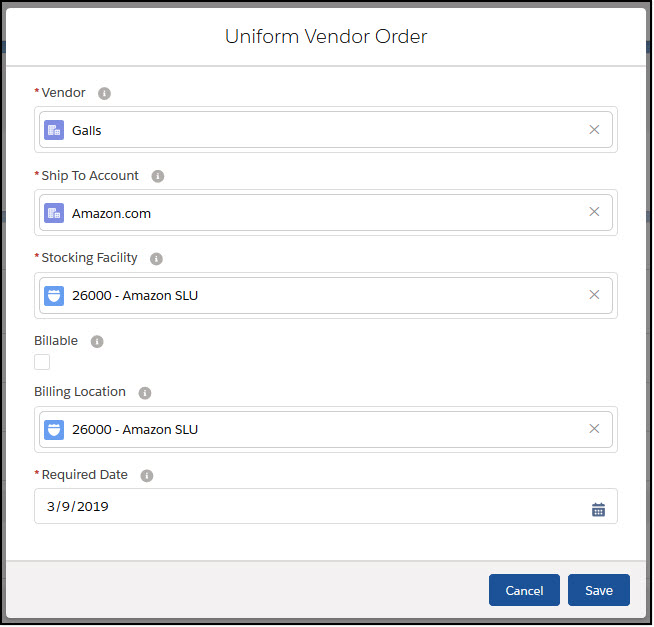 Uniform Vendor Order
* Vendor
Galls
* Ship To Account
Amazon.com
* Stocking Facility
26000 - Amazon SLU
Billable
Billing Location
26000 - Amazon SLU
* Required Date
3/9/2019
Cancel Save